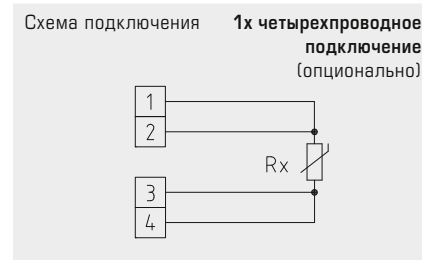 Схема подключения 1x четырехпроводное
подключение
(опционально)
1
2
Rx
3
4